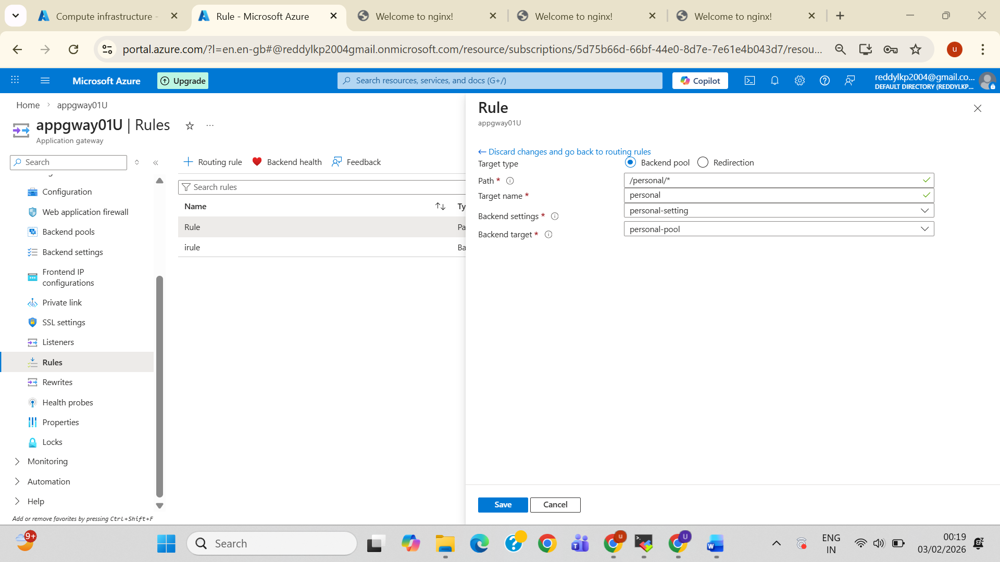 Compute infrastructure -
Rule - Microsoft Azure
Welcome to nginx!
Welcome to nginx!
Welcome to nginx!
portal.azure.com/?l=en.en-gb#@reddylkp2004gmail.onmicrosoft.com/resource/subscriptions/5d75b66d-66bf-44e0-8d7e-7e61e4b043d7/resou...
u
Microsoft Azure
Upgrade
Search resources, services, and docs (G+/)
Copilot
reddylkp2004@gmail.co...
DEFAULT DIRECTORY (REDDYLKP...
Home
appgway01U
appgway01U | Rules
Application gateway
Search
Configuration
Web application firewall
Backend pools
Backend settings
Frontend IP
configurations
Private link
SSL settings
Listeners
Rules
Rewrites
Health probes
Properties
Locks
Monitoring
Automation
Help
Add or remove favorites by pressing Ctrl+Shift+F
Routing rule
Backend health
Feedback
Search rules
Name
Ty
Rule
Pa
irule
Ba
Rule
appgway01U
← Discard changes and go back to routing rules
Target type
Backend pool
Redirection
Path *
/personal/*
Target name *
personal
Backend settings *
personal-setting
Backend target *
personal-pool
Save
Cancel
9+
Search
u
U
ENG
IN
00:19
03/02/2026